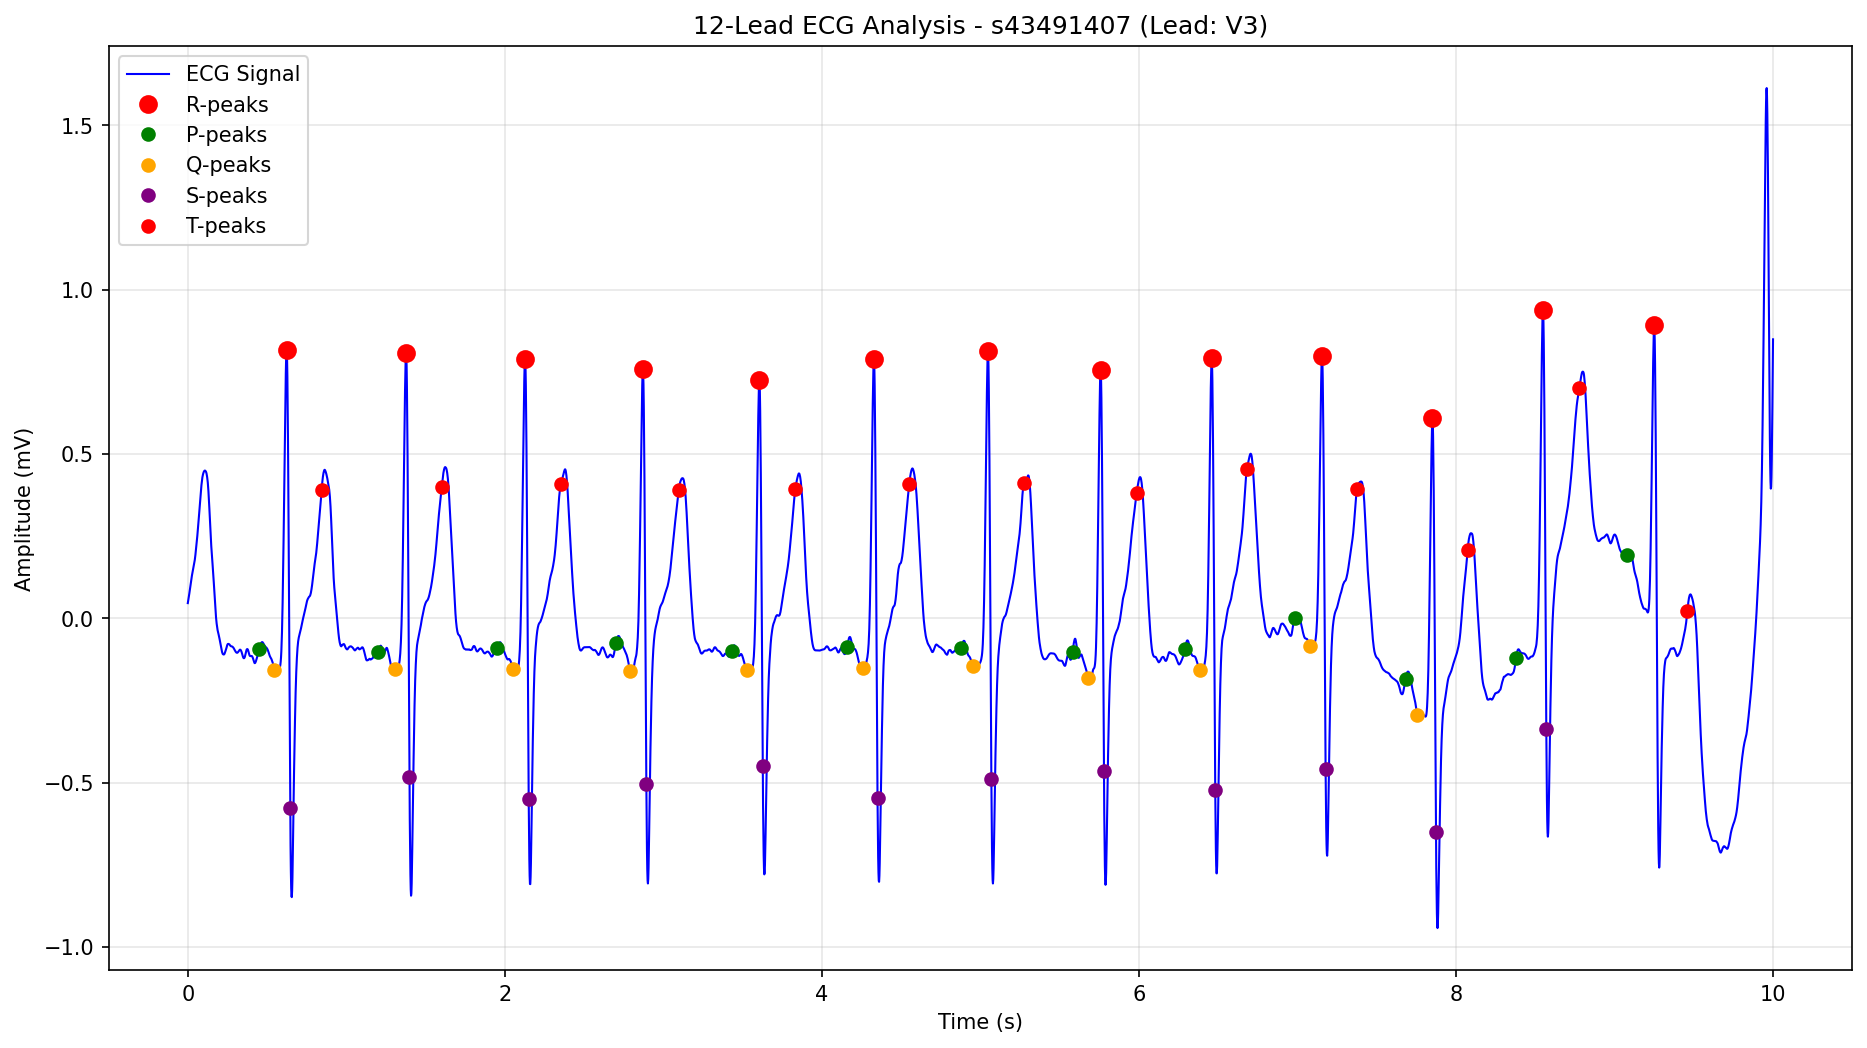 12-Lead ECG Analysis - s43491407 (Lead: V3)
ECG Signal
R-peaks
P-peaks
Q-peaks
S-peaks
T-peaks
Amplitude (mV)
1.5
1.0
0.5
0.0
−0.5
−1.0
0 2 4 6 8 10
Time (s)